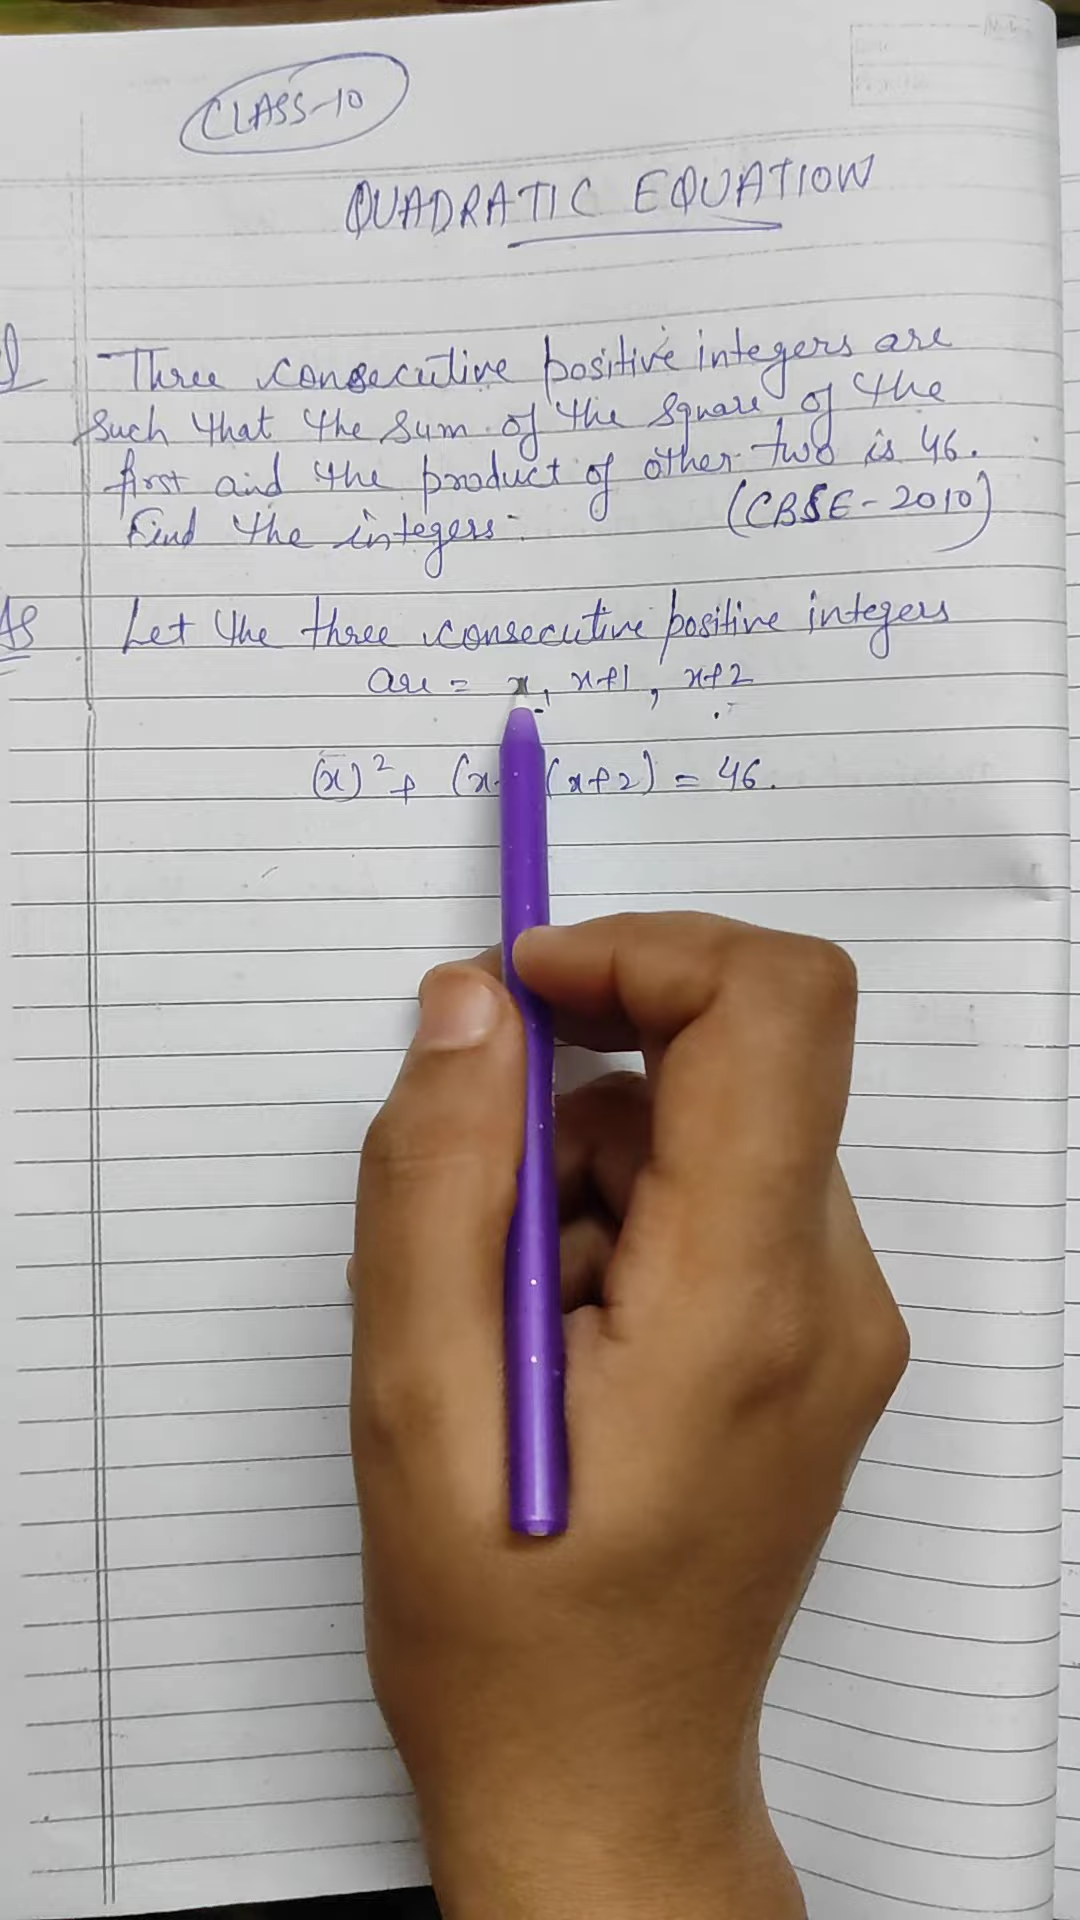 CLASS-10
QUADRATIC EQUATION
Three consecutive positive integers are
such that the sum of the square of the
first and the product of other two is 46.
Find the integers:
(CBSE-2010)
Let the three consecutive positive integers
are = x, x+1, x+2
(x)² + (x (x+2) = 46.